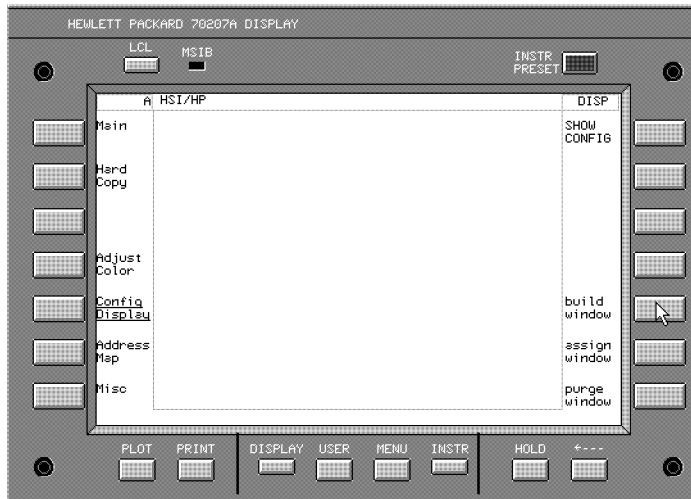 HEWLETT PACKARD 70207A DISPLAY
LCL
MSIB
INSTR
PRESET
A HSI/HP
DISP
Main
SHOW
CONFIG
Hard
Copy
Adjust
Color
Config
Display
build
window
Address
Map
assign
window
Misc
purge
window
PLOT PRINT DISPLAY USER MENU INSTR HOLD ←---